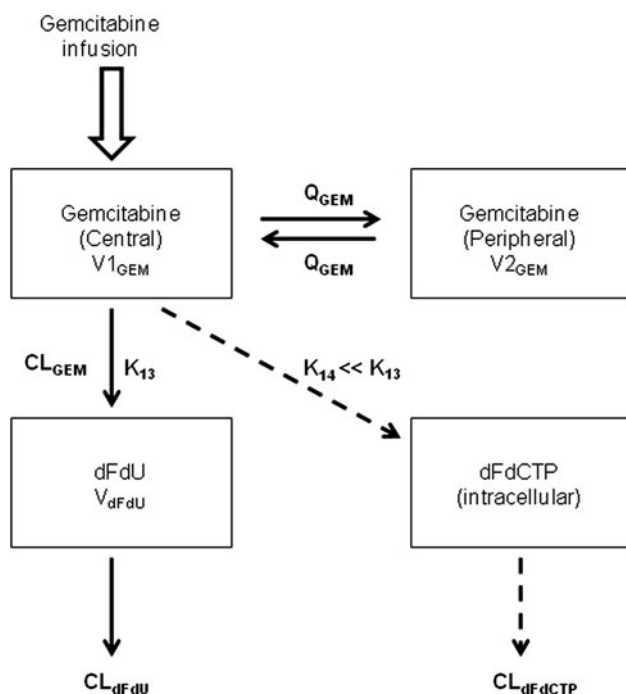 Gemcitabine
infusion
Gemcitabine
(Central)
V1GEM
QGEM
QGEM
Gemcitabine
(Peripheral)
V2GEM
CLGEM
K13
K14 << K13
dFdU
VdFdU
dFdCTP
(intracellular)
CLdFdU
CLdFdCTP